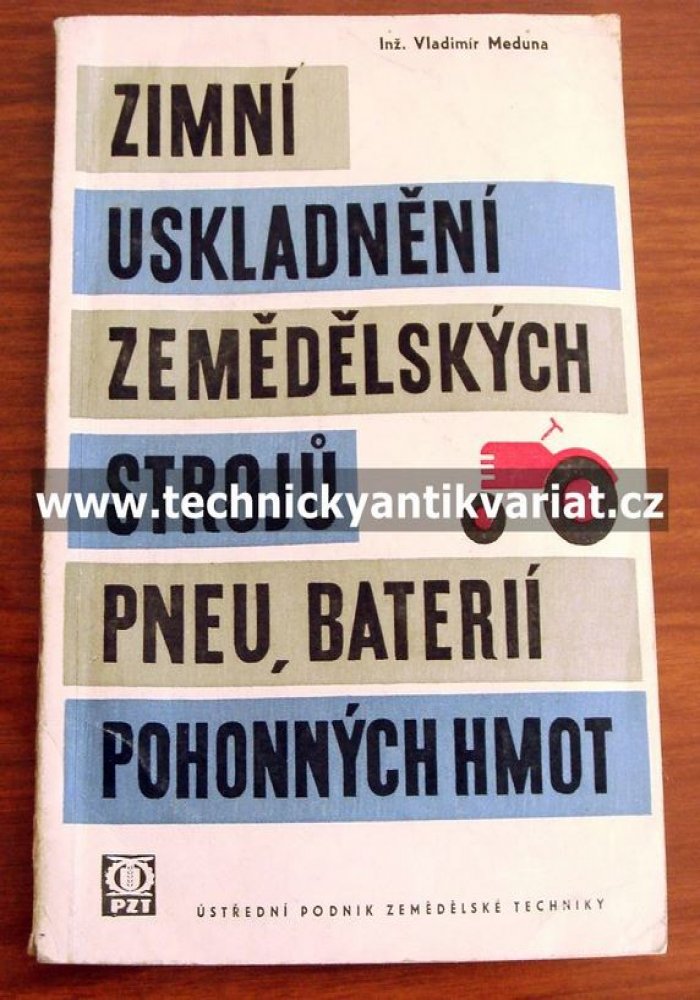 Inž. Vladimír Meduna
ZIMNÍ
USKLADNĚNÍ
ZEMĚDĚLSKÝCH
STROJŮ
www.technickyantikvariat.cz
PNEU, BATERIÍ
POHONNÝCH HMOT
PZT
ÚSTŘEDNÍ PODNIK ZEMĚDĚLSKÉ TECHNIKY